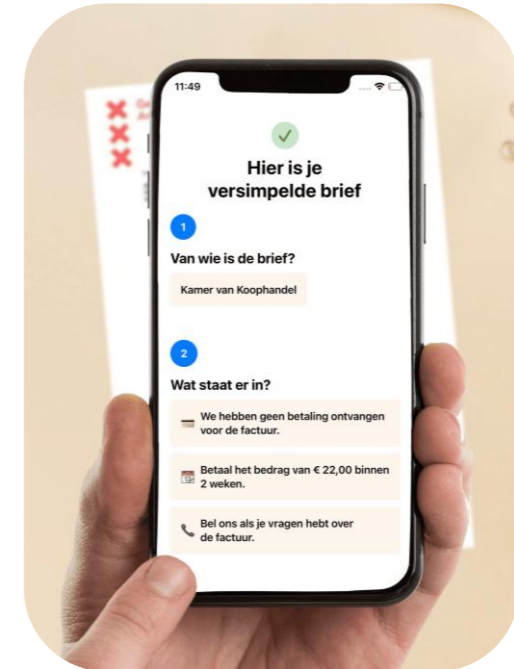 11:49
Hier is je
versimpelde brief
1
Van wie is de brief?
Kamer van Koophandel
2
Wat staat er in?
We hebben geen betaling ontvangen
voor de factuur.
Betaal het bedrag van € 22,00 binnen
2 weken.
Bel ons als je vragen hebt over
de factuur.